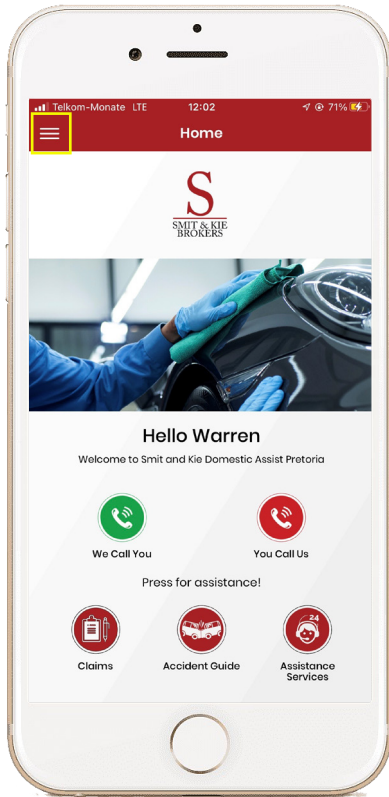 Telkom-Monate LTE 12:02 71%
Home
S
SMIT & KIE
BROKERS
Hello Warren
Welcome to Smit and Kie Domestic Assist Pretoria
We Call You
You Call Us
Press for assistance!
24
Claims
Accident Guide
Assistance
Services